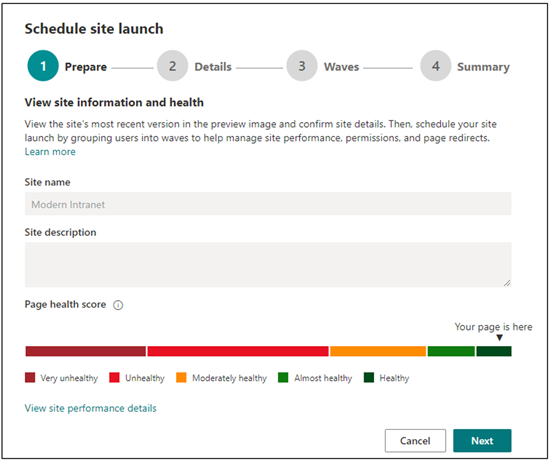 Schedule site launch
1 Prepare 2 Details 3 Waves 4 Summary
View site information and health
View the site's most recent version in the preview image and confirm site details. Then, schedule your site
launch by grouping users into waves to help manage site performance, permissions, and page redirects.
Learn more
Site name
Modern Intranet
Site description
Page health score
Your page is here
Very unhealthy Unhealthy Moderately healthy Almost healthy Healthy
View site performance details
Cancel Next